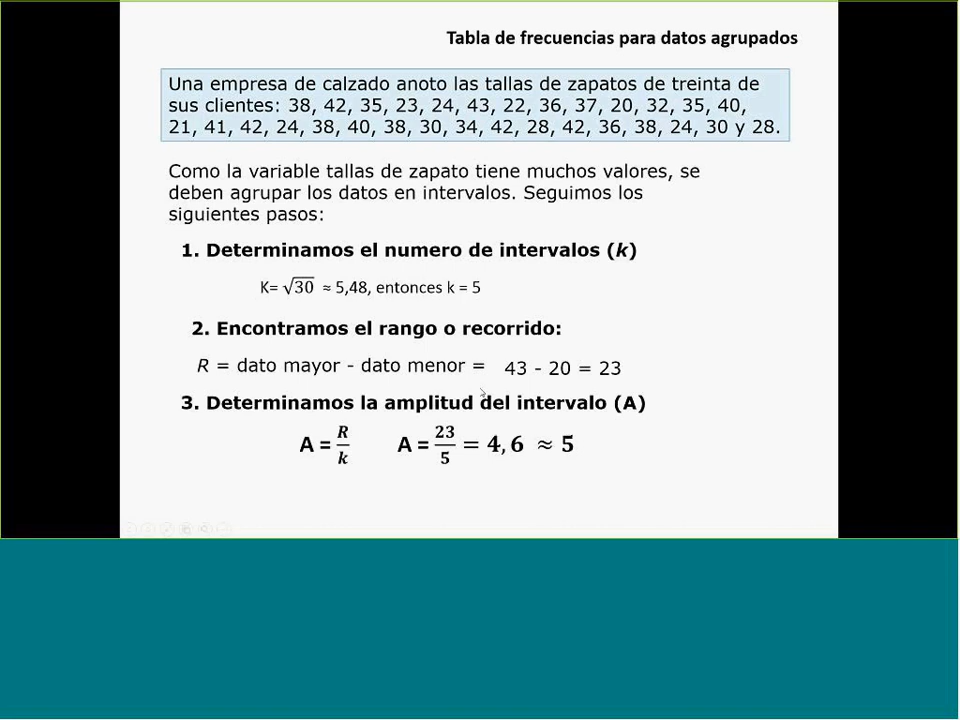 Tabla de frecuencias para datos agrupados
Una empresa de calzado anoto las tallas de zapatos de treinta de
sus clientes: 38, 42, 35, 23, 24, 43, 22, 36, 37, 20, 32, 35, 40,
21, 41, 42, 24, 38, 40, 38, 30, 34, 42, 28, 42, 36, 38, 24, 30 y 28.
Como la variable tallas de zapato tiene muchos valores, se
deben agrupar los datos en intervalos. Seguimos los
siguientes pasos:
1. Determinamos el numero de intervalos (k)
K= √30 ≈ 5,48, entonces k = 5
2. Encontramos el rango o recorrido:
R = dato mayor - dato menor = 43 - 20 = 23
3. Determinamos la amplitud del intervalo (A)
A = R/k A = 23/5 = 4,6 ≈ 5